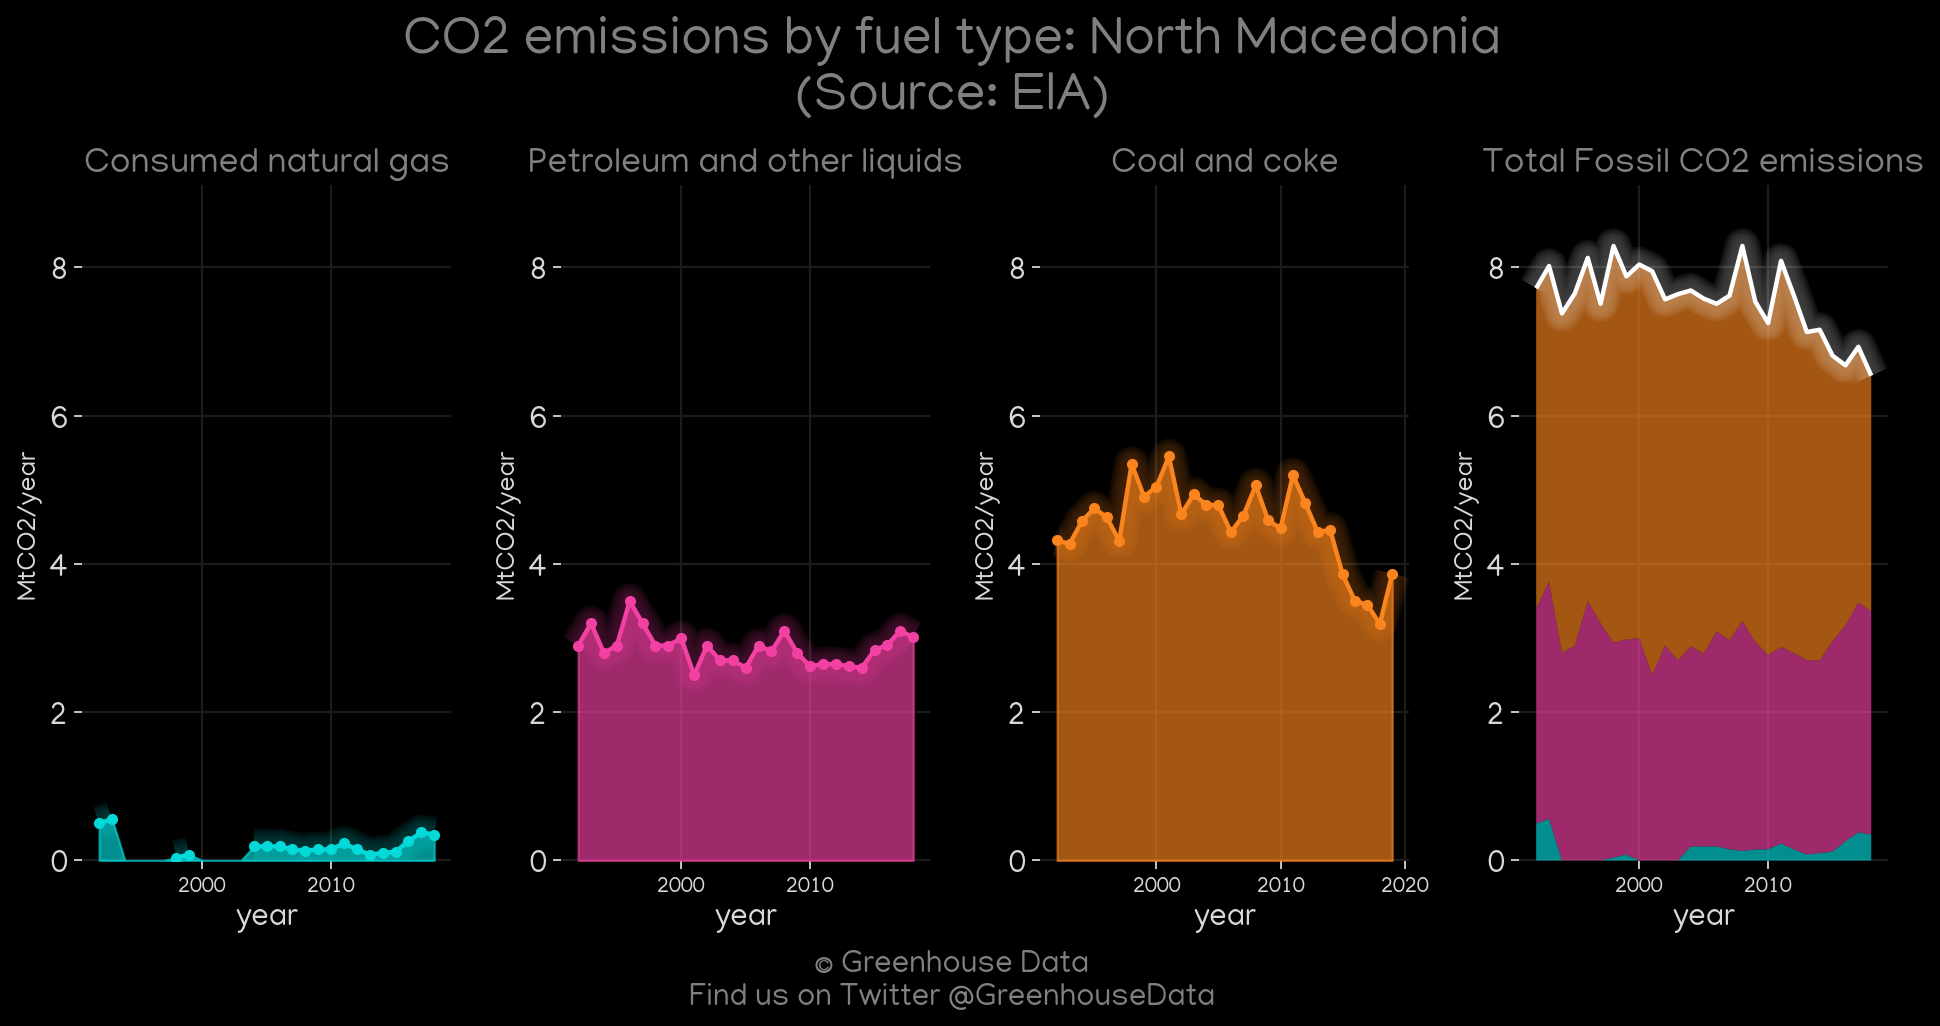 CO2 emissions by fuel type: North Macedonia
(Source: EIA)
Consumed natural gas
Petroleum and other liquids
Coal and coke
Total Fossil CO2 emissions
8
6
4
2
0
MtCO2/year
2000
2010
year
8
6
4
2
0
MtCO2/year
2000
2010
year
8
6
4
2
0
MtCO2/year
2000
2010
2020
year
8
6
4
2
0
MtCO2/year
2000
2010
year
© Greenhouse Data
Find us on Twitter @GreenhouseData